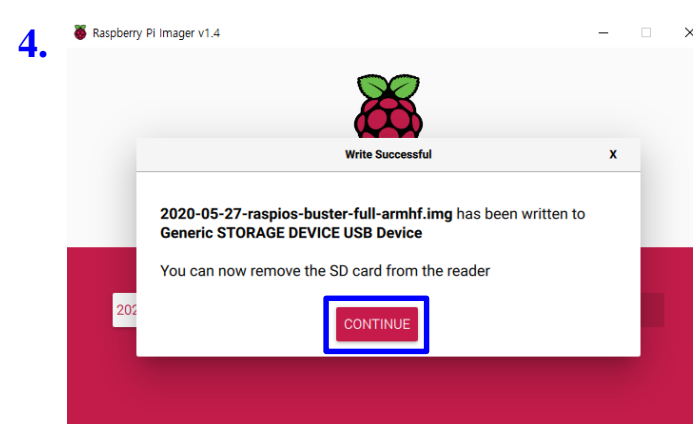 4.
Raspberry Pi Imager v1.4
Write Successful
X
2020-05-27-raspios-buster-full-armhf.img has been written to
Generic STORAGE DEVICE USB Device
You can now remove the SD card from the reader
202
CONTINUE